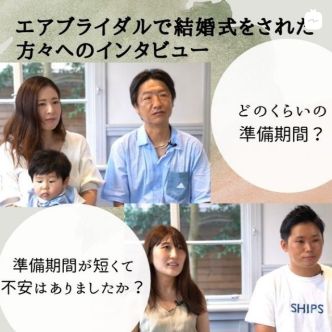 エアブライダルで結婚式をされた
方々へのインタビュー
どのくらいの
準備期間？
準備期間が短くて
不安はありましたか？
SHIPS